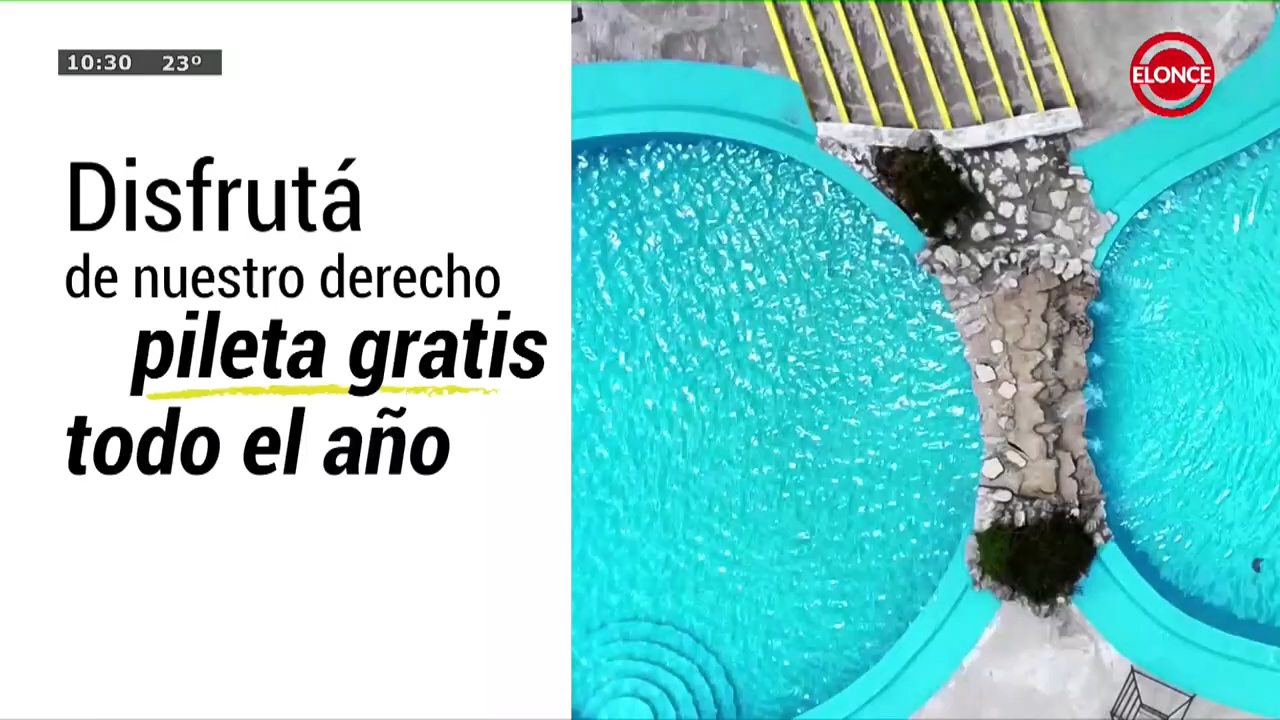 10:30 23º
ELONCE
Disfrutá
de nuestro derecho
pileta gratis
todo el año